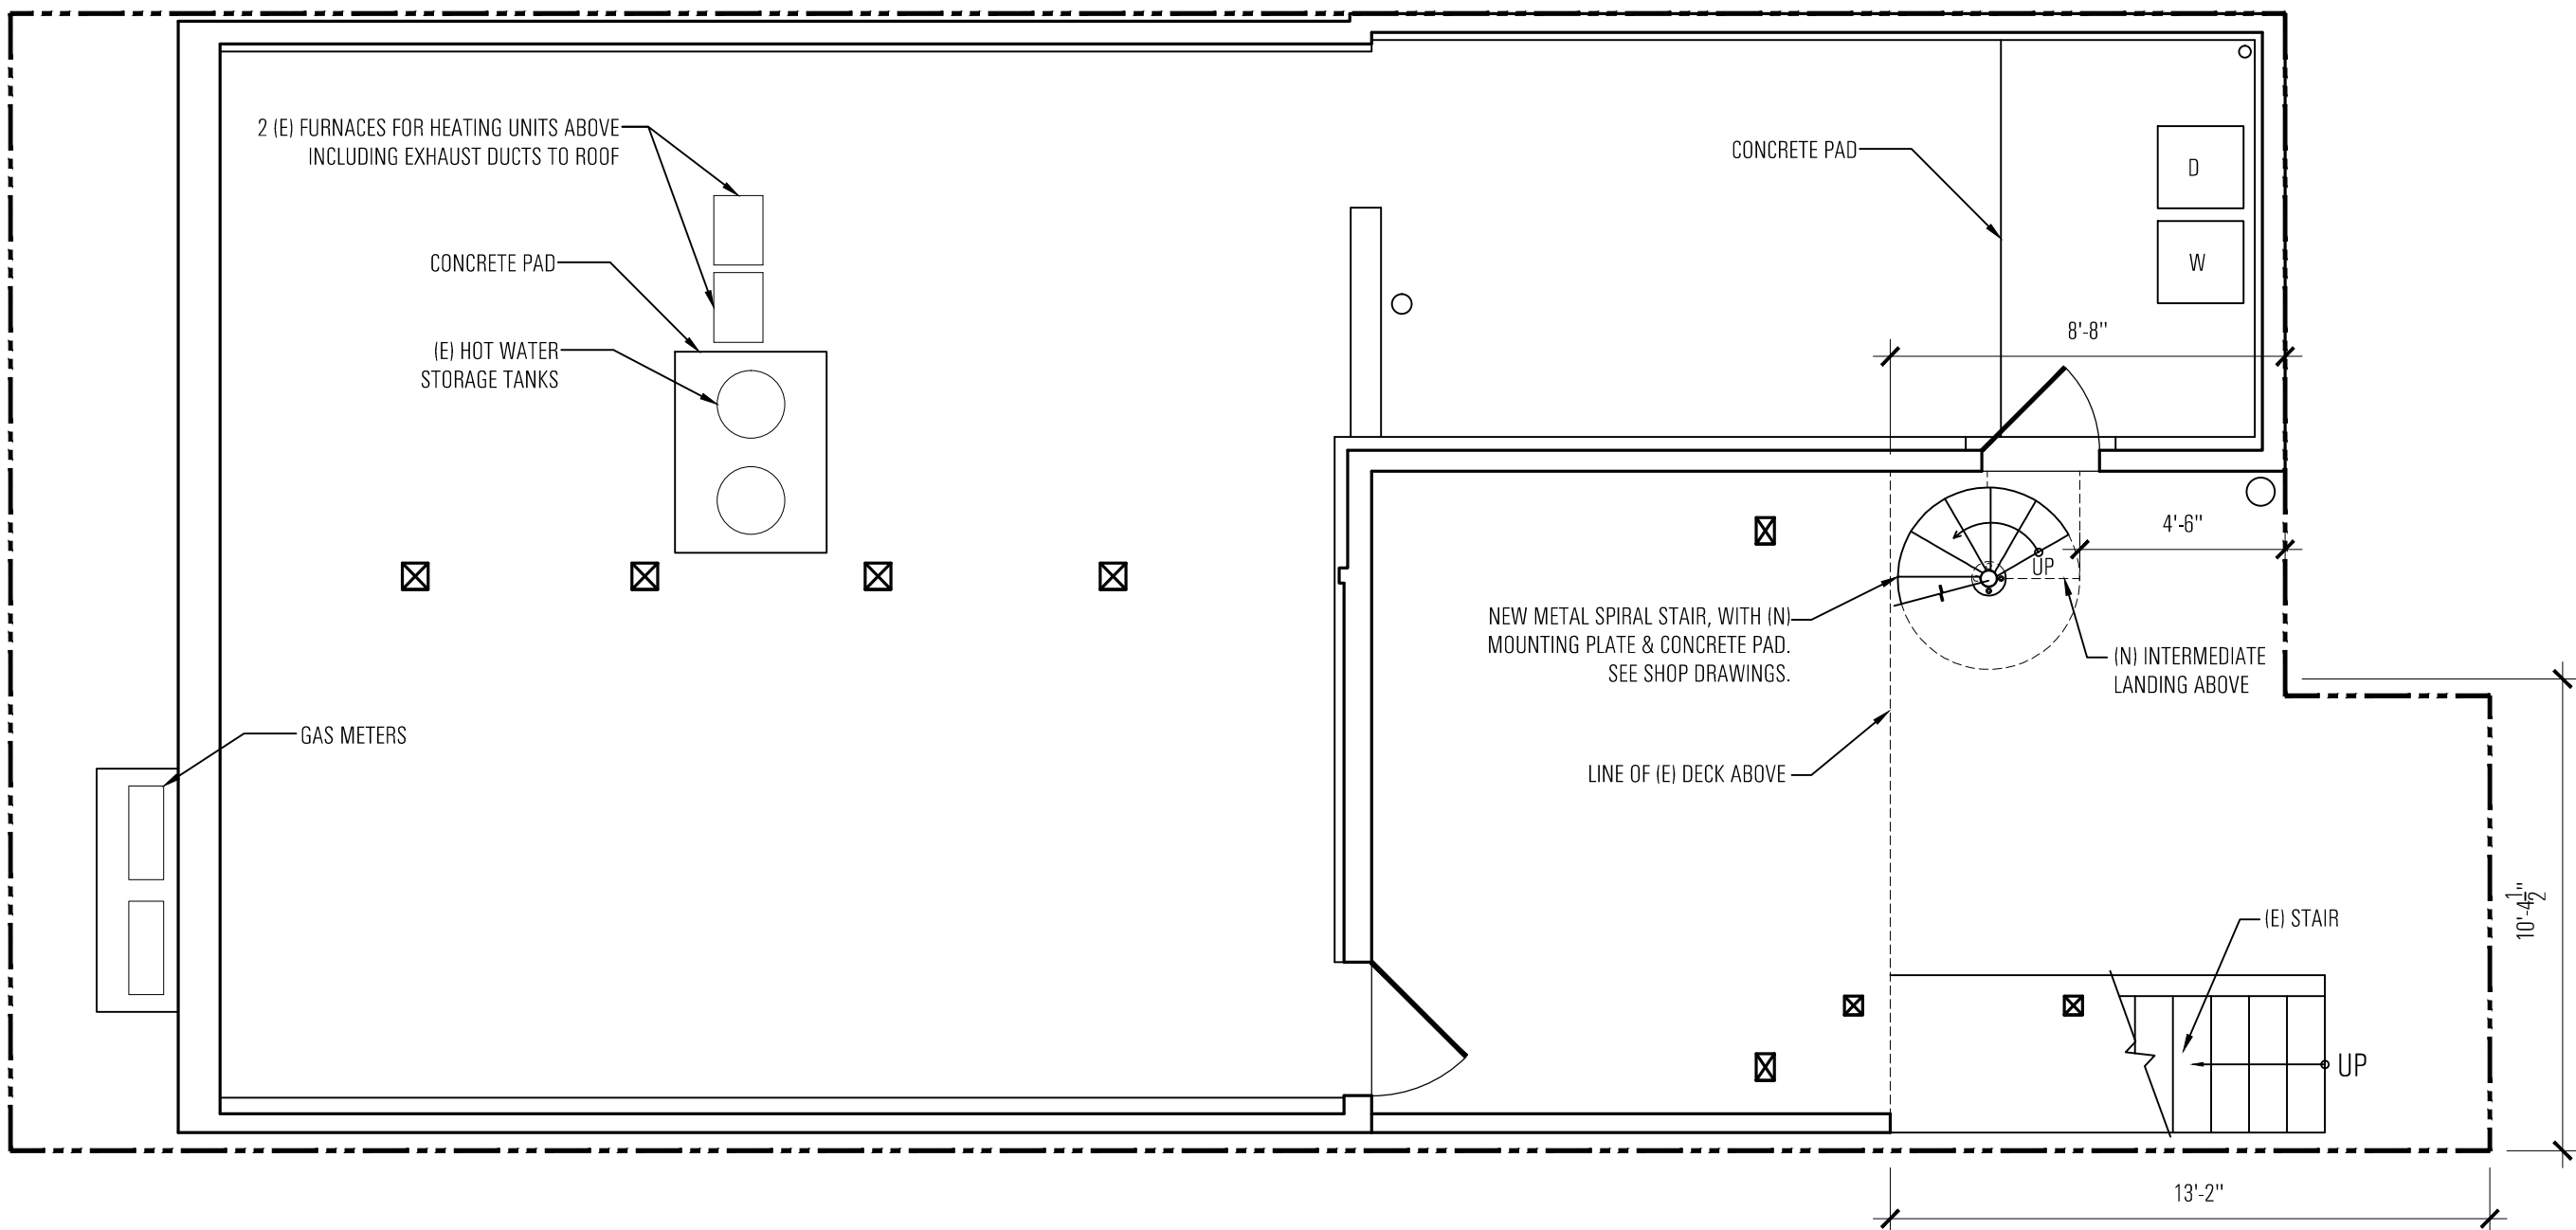 2 (E) FURNACES FOR HEATING UNITS ABOVE
INCLUDING EXHAUST DUCTS TO ROOF
CONCRETE PAD
(E) HOT WATER
STORAGE TANKS
GAS METERS
CONCRETE PAD
D
W
8'-8"
4'-6"
UP
NEW METAL SPIRAL STAIR, WITH (N)
MOUNTING PLATE & CONCRETE PAD.
SEE SHOP DRAWINGS.
(N) INTERMEDIATE
LANDING ABOVE
LINE OF (E) DECK ABOVE
(E) STAIR
UP
10'-4 1/2"
13'-2"